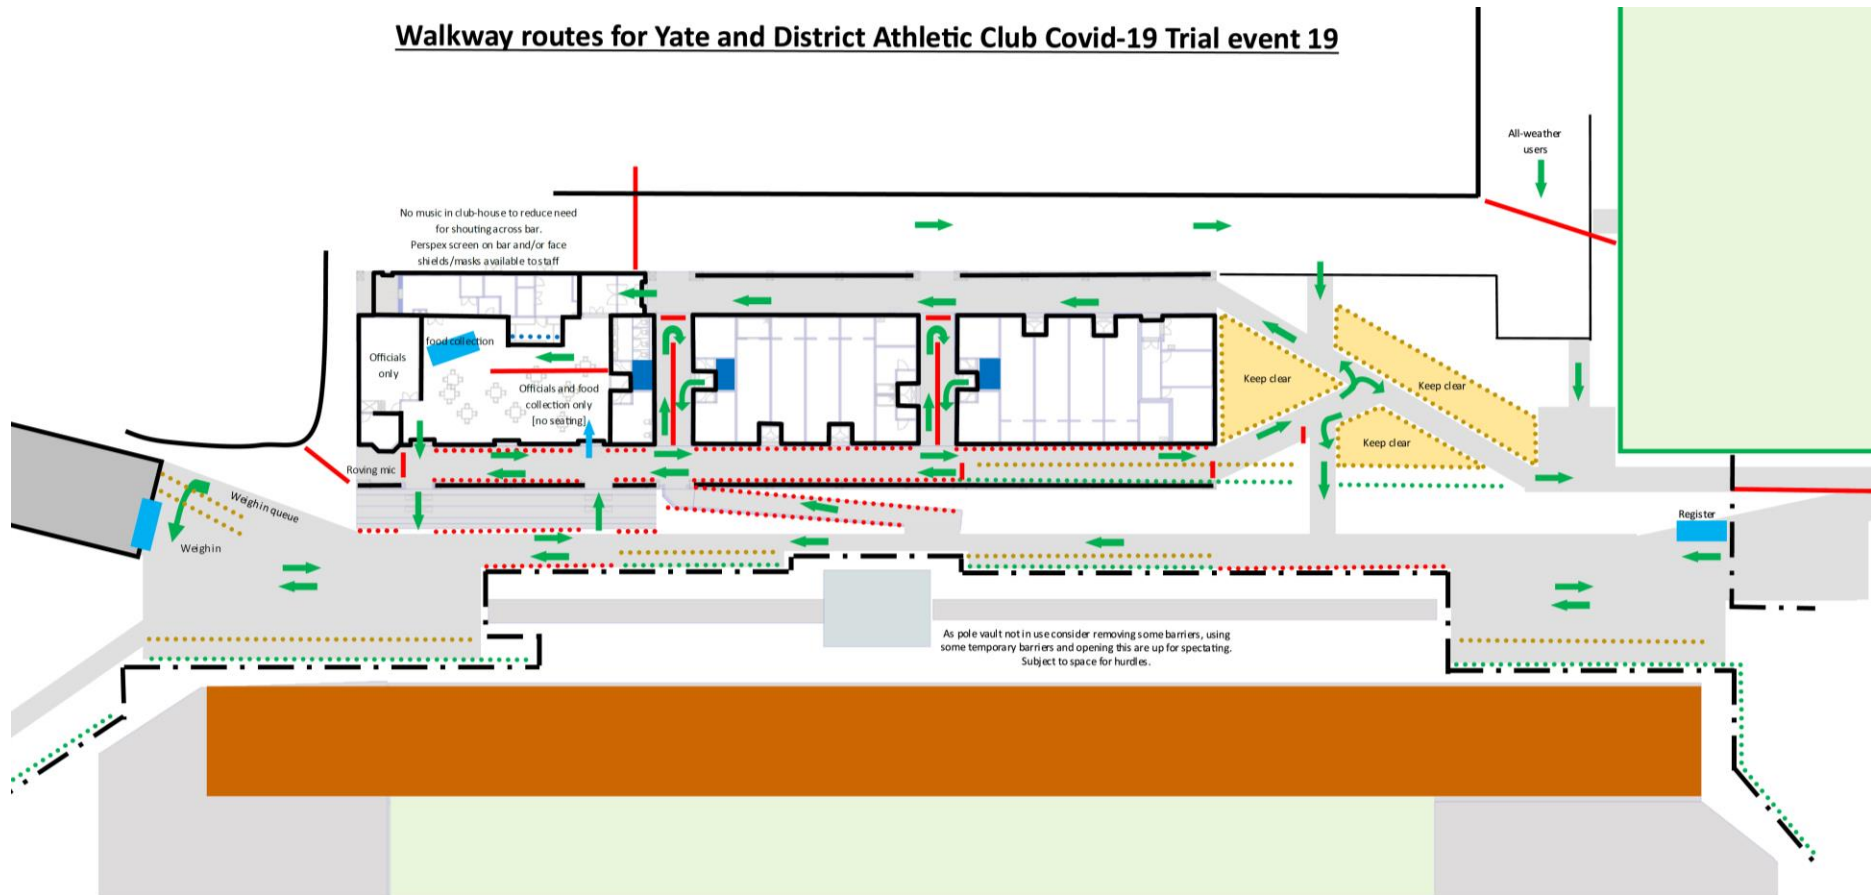 Walkway routes for Yate and District Athletic Club Covid-19 Trial event 19
All-weather
users
No music in club-house to reduce need
for shouting across bar.
Perspex screen on bar and/or face
shields/masks available to staff
food collection
Officials
only
Officials and food
collection only
[no seating]
Keep clear
Keep clear
Keep clear
Roving mic
Weigh in queue
Weigh in
Register
As pole vault not in use consider removing some barriers, using
some temporary barriers and opening this are up for spectating.
Subject to space for hurdles.